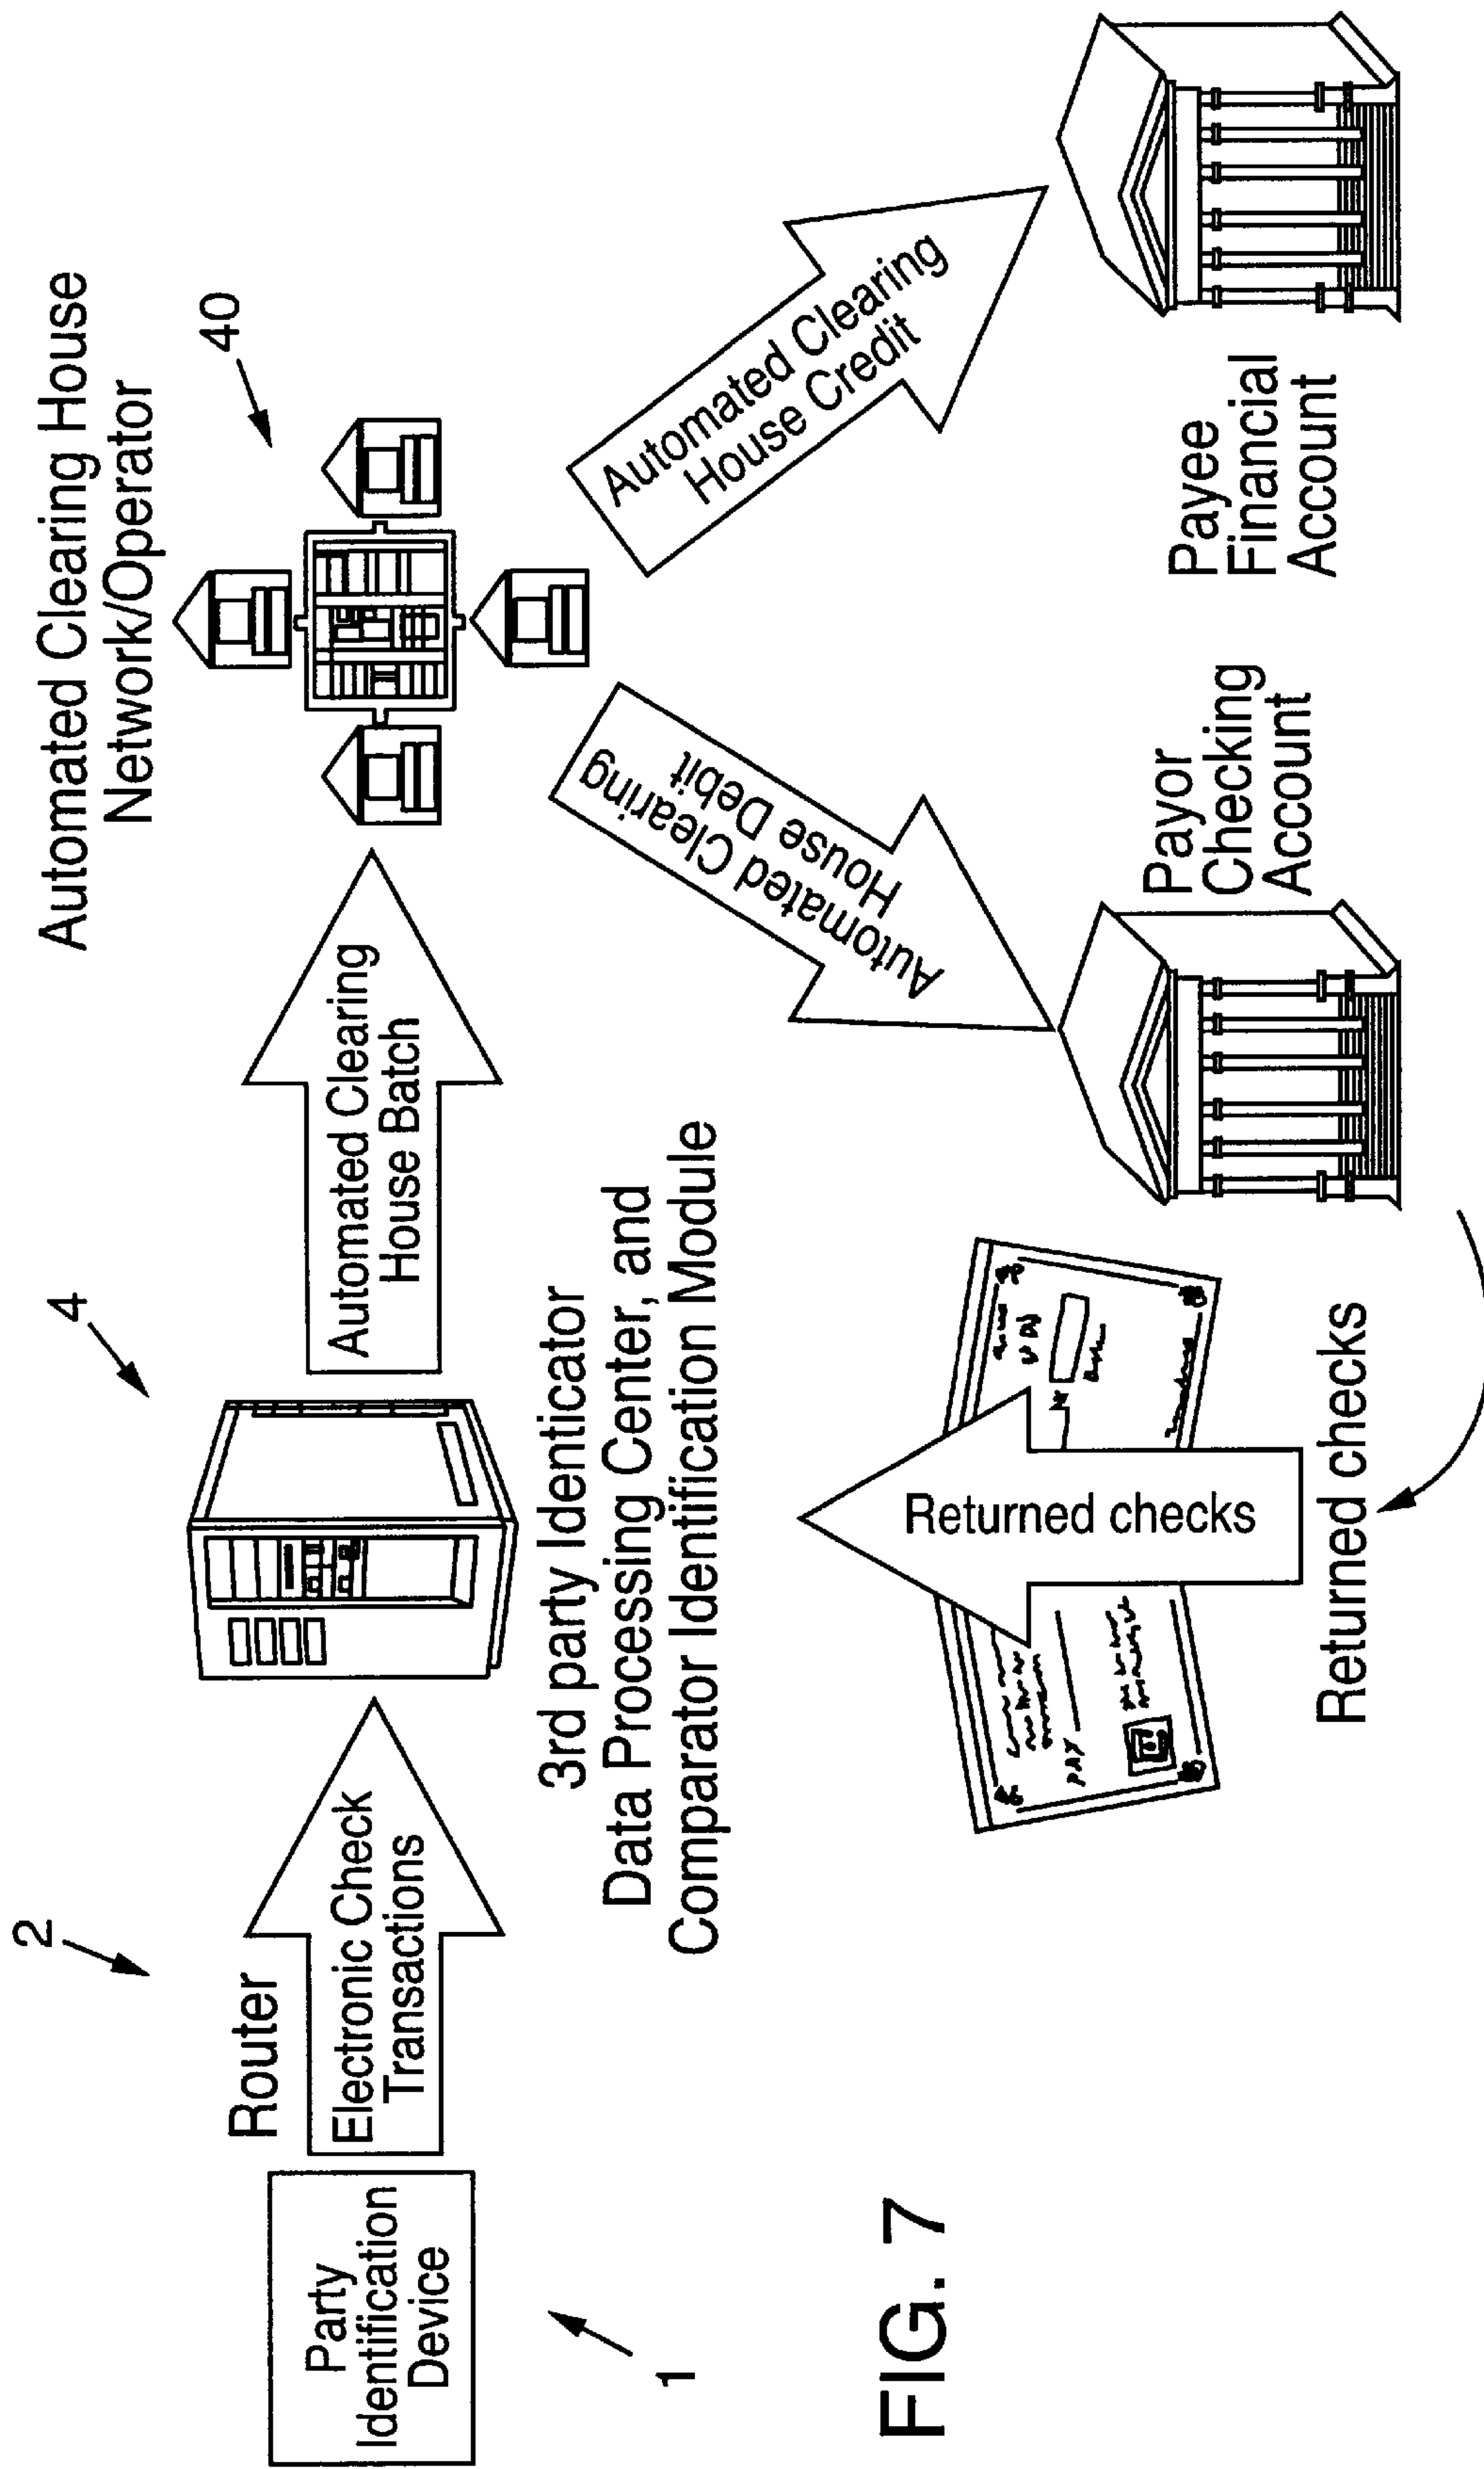 Automated Clearing House
Network/Operator
40
4
2
Router
Party
Identification
Device
1
Electronic Check
Transactions
Automated Clearing
House Batch
3rd party Identicator
Data Processing Center, and
Comparator Identification Module
Automated Clearing
House Debit
Automated Clearing
House Credit
Returned checks
PAY
Returned checks
Payor
Checking
Account
Payee
Financial
Account
FIG. 7